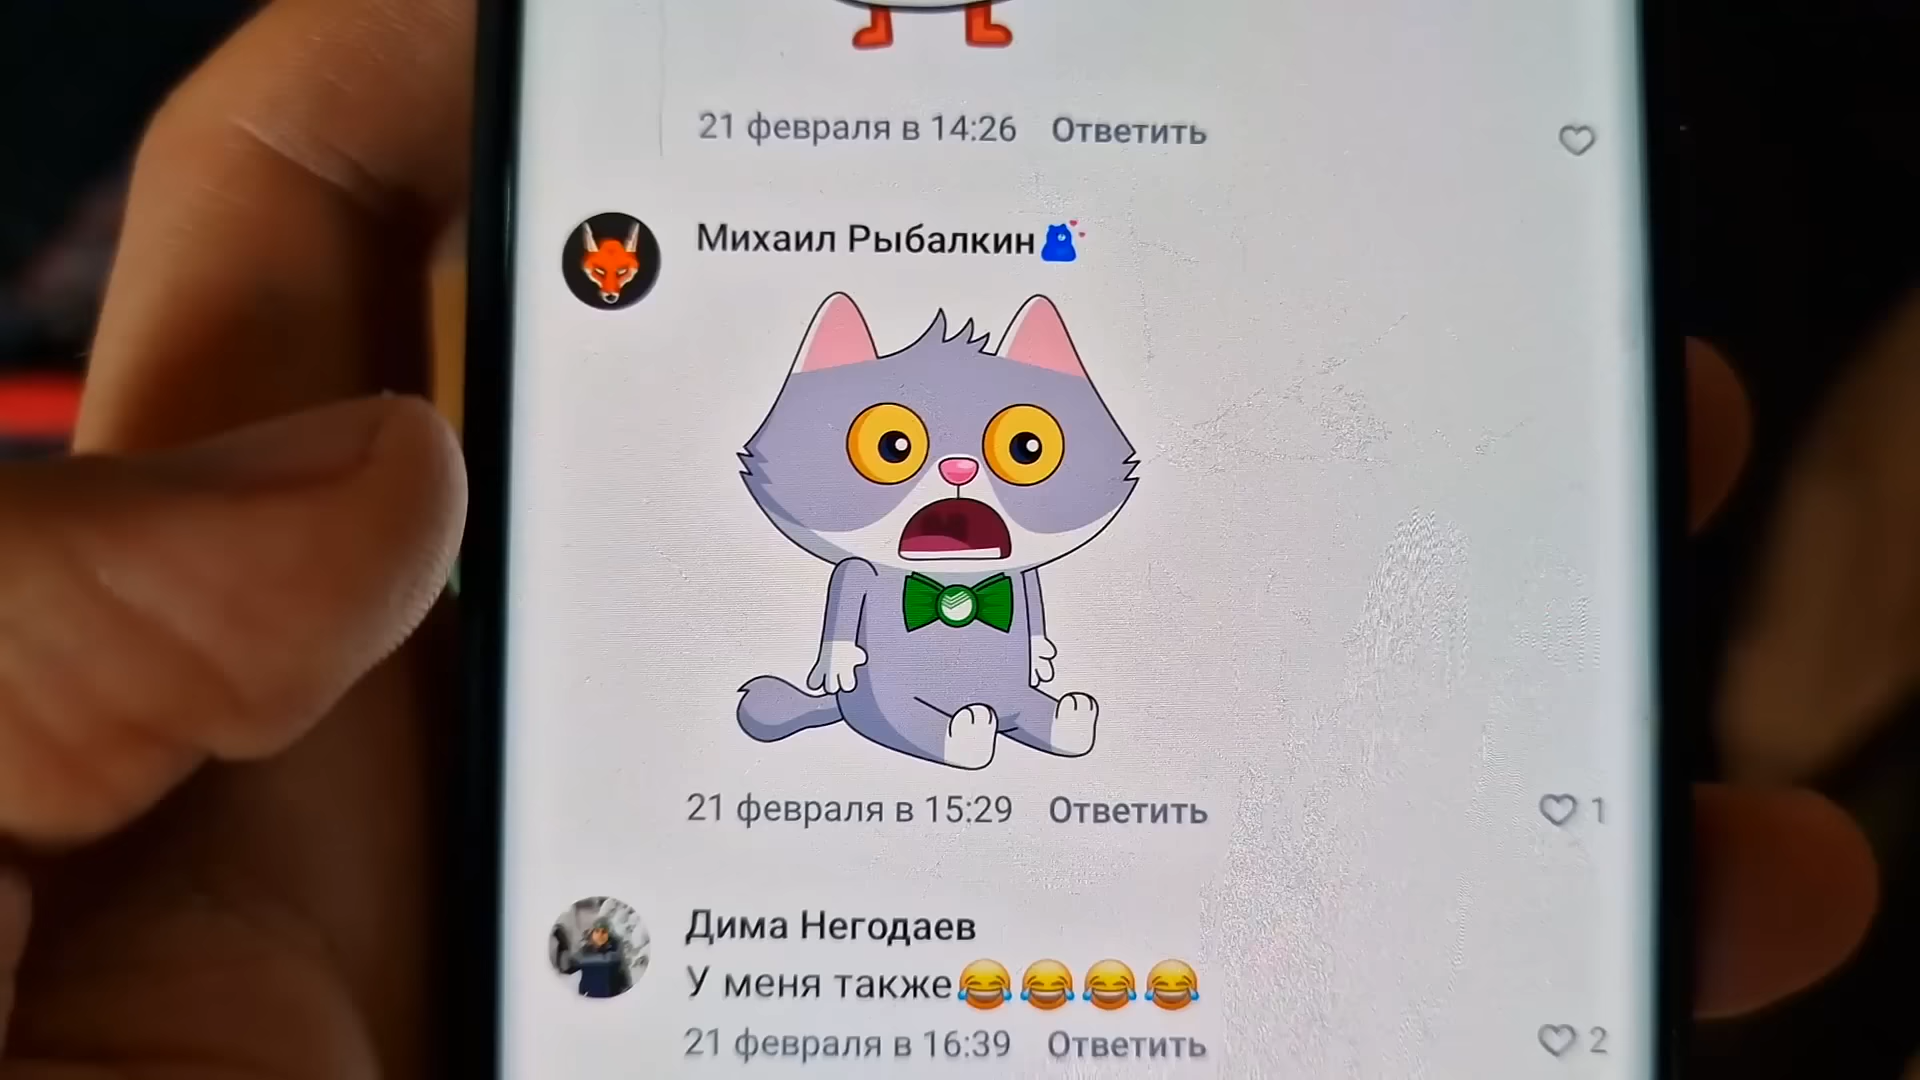 21 февраля в 14:26 Ответить
Михаил Рыбалкин
21 февраля в 15:29 Ответить 1
Дима Негодаев
У меня также😂😂😂😂
21 февраля в 16:39 Ответить 2